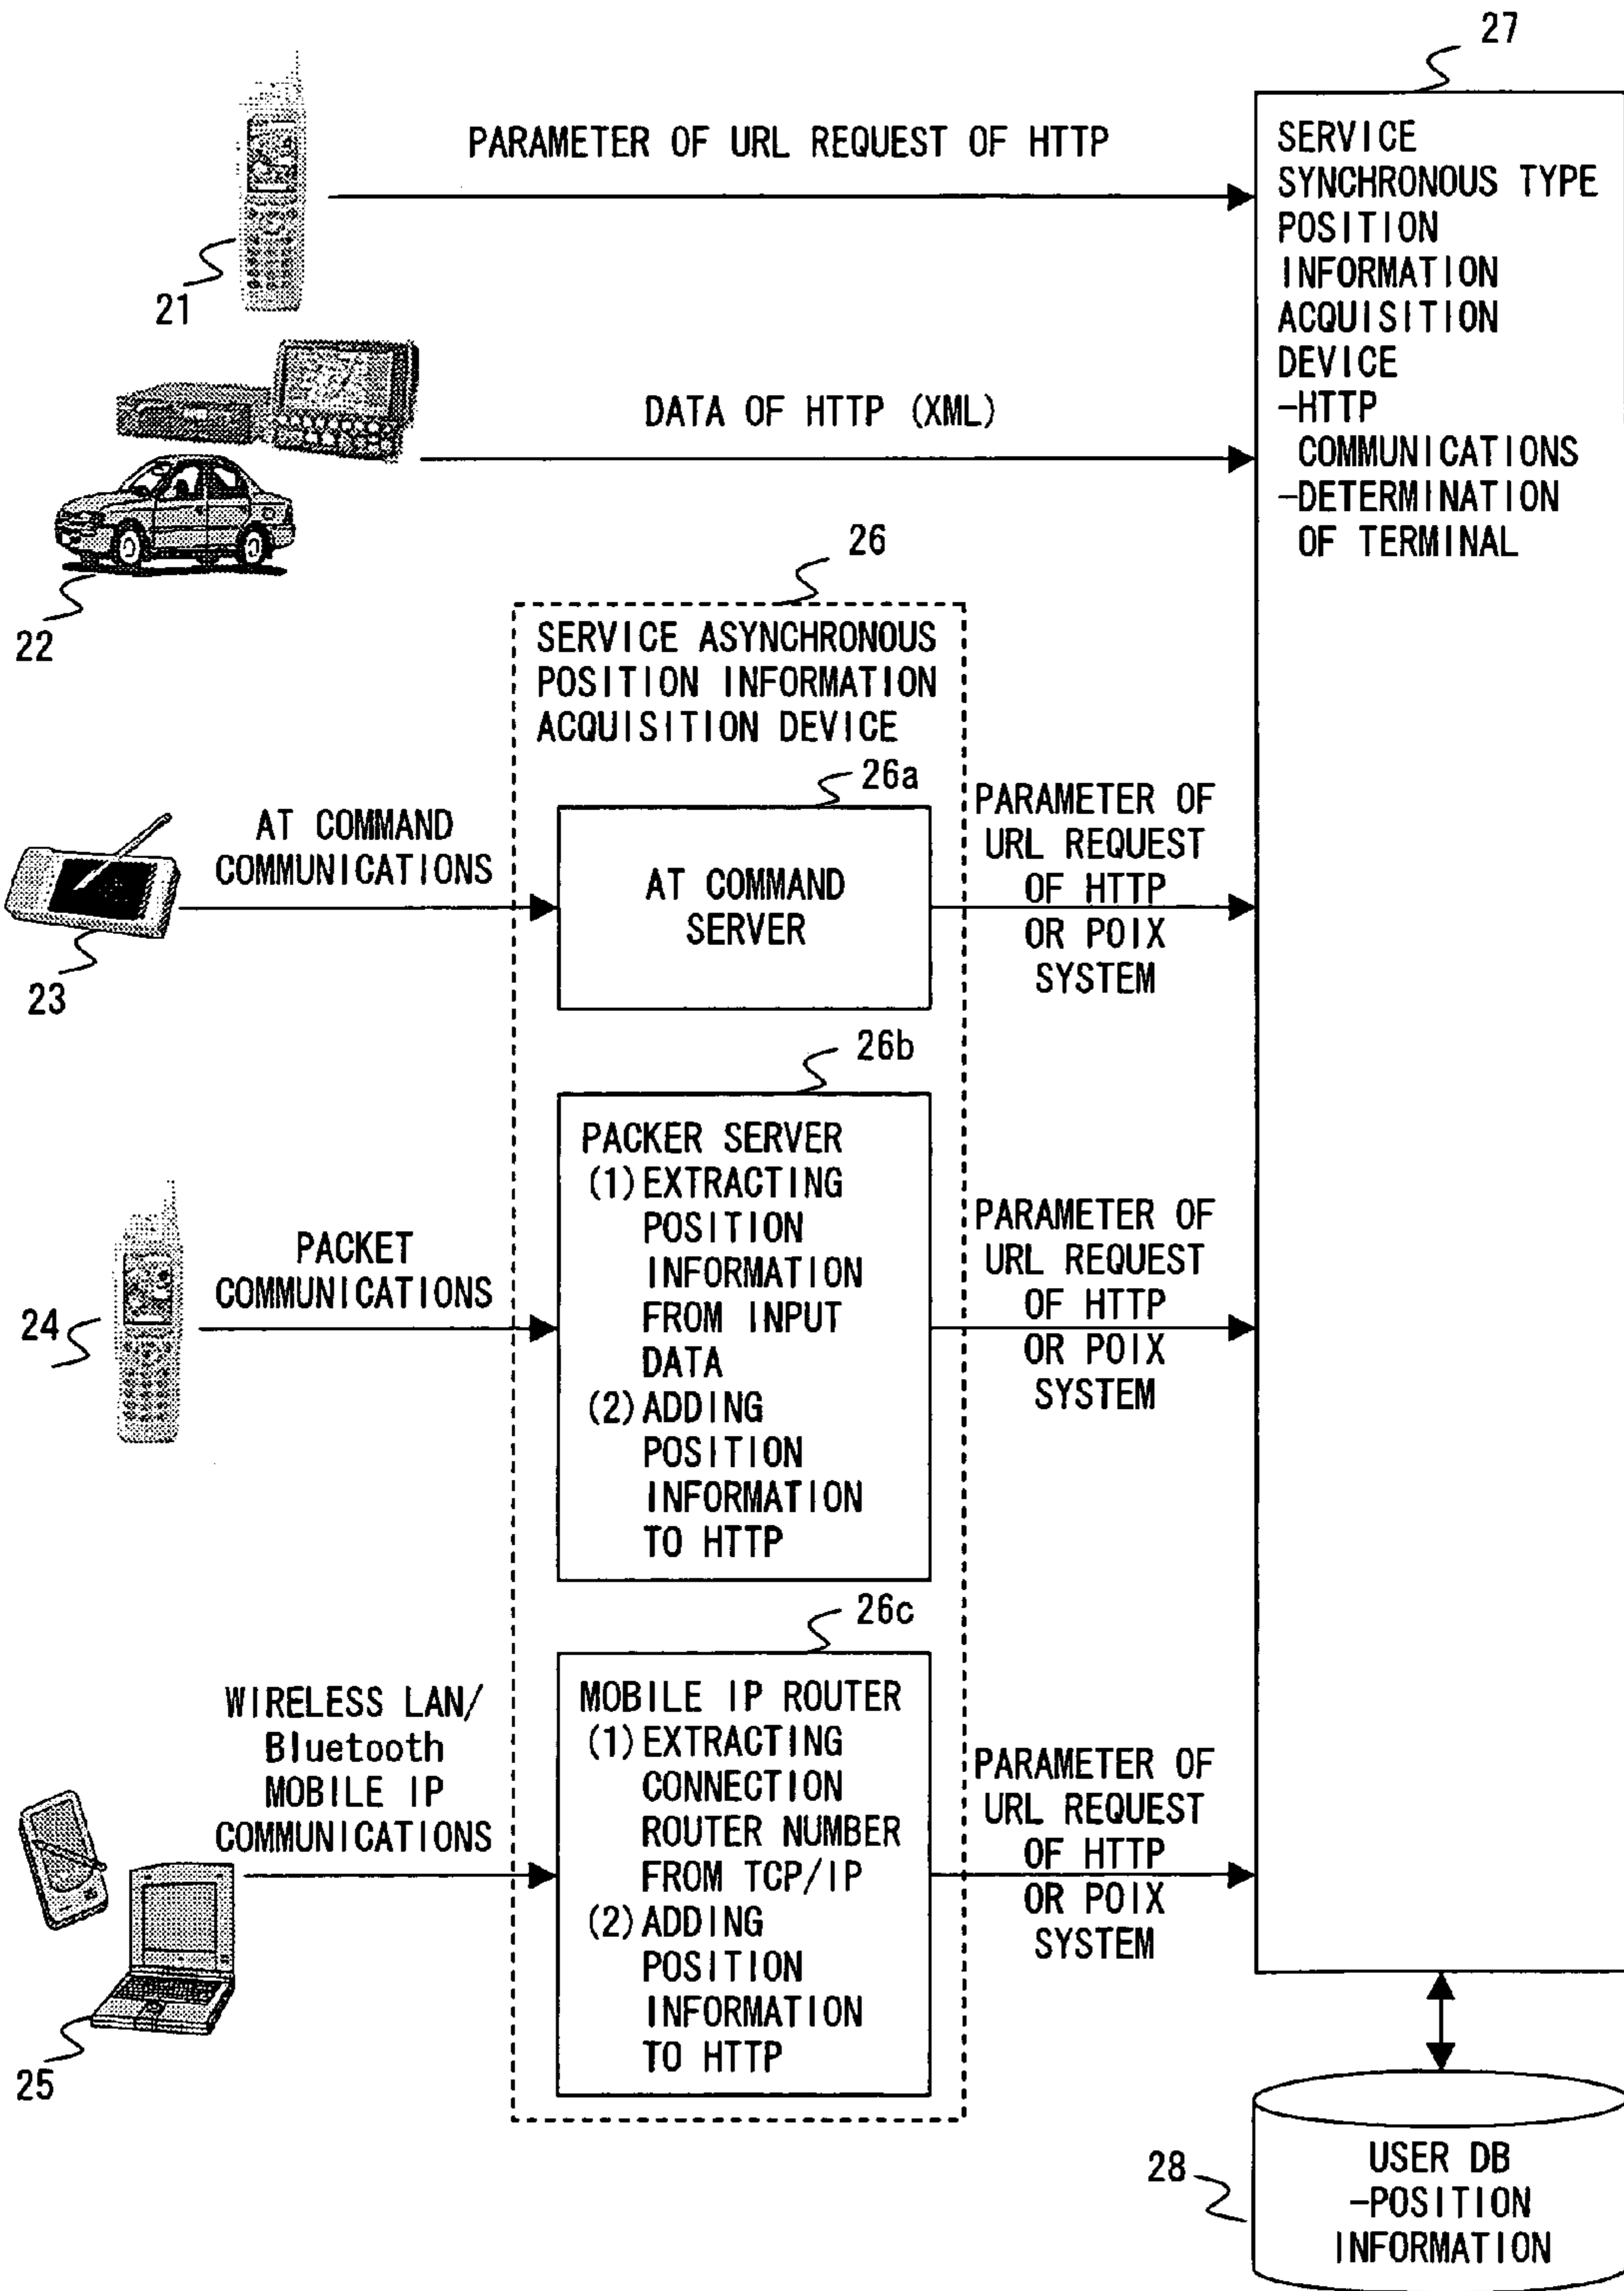 27
PARAMETER OF URL REQUEST OF HTTP
SERVICE
SYNCHRONOUS TYPE
POSITION
INFORMATION
ACQUISITION
DEVICE
-HTTP
COMMUNICATIONS
-DETERMINATION
OF TERMINAL
21
DATA OF HTTP (XML)
22
26
SERVICE ASYNCHRONOUS
POSITION INFORMATION
ACQUISITION DEVICE
26a
AT COMMAND
COMMUNICATIONS
AT COMMAND
SERVER
PARAMETER OF
URL REQUEST
OF HTTP
OR POIX
SYSTEM
23
26b
PACKET
COMMUNICATIONS
PACKER SERVER
(1) EXTRACTING
POSITION
INFORMATION
FROM INPUT
DATA
(2) ADDING
POSITION
INFORMATION
TO HTTP
PARAMETER OF
URL REQUEST
OF HTTP
OR POIX
SYSTEM
24
26c
WIRELESS LAN/
Bluetooth
MOBILE IP
COMMUNICATIONS
MOBILE IP ROUTER
(1) EXTRACTING
CONNECTION
ROUTER NUMBER
FROM TCP/IP
(2) ADDING
POSITION
INFORMATION
TO HTTP
PARAMETER OF
URL REQUEST
OF HTTP
OR POIX
SYSTEM
25
28
USER DB
-POSITION
INFORMATION